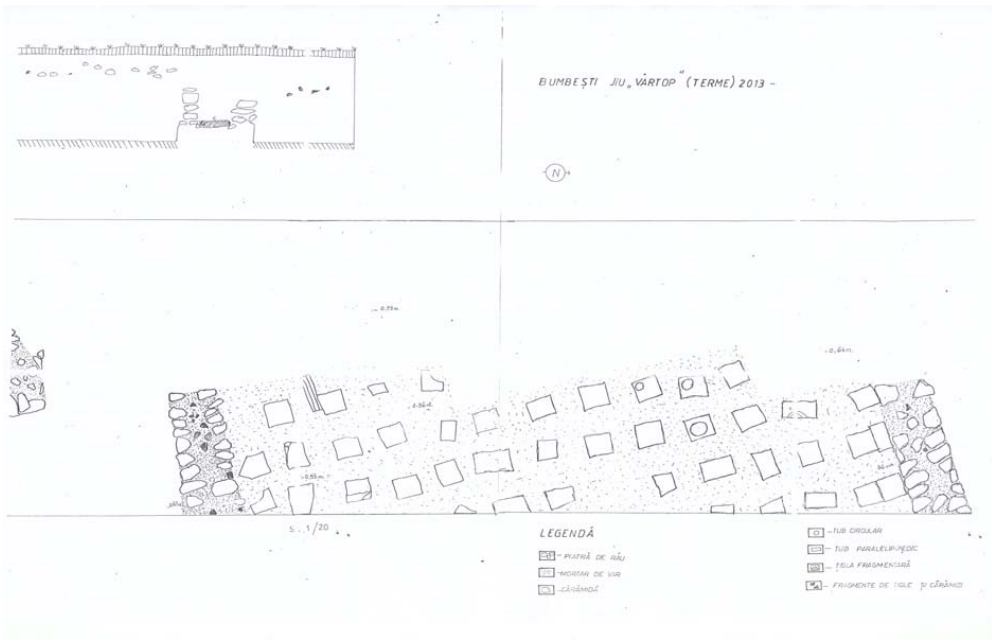 BUMBEȘTI JIU „VÂRTOP" (TERME) 2013 -
N
S. 1/20
LEGENDĂ
- PIATRĂ DE RÂU
- MORTAR DE VAR
- CĂRĂMIDĂ
- TUB CIRCULAR
- TUB PARALELIPIPEDIC
- ȚIGLĂ FRAGMENTARĂ
- FRAGMENTE DE ȚIGLE ȘI CĂRĂMIZI